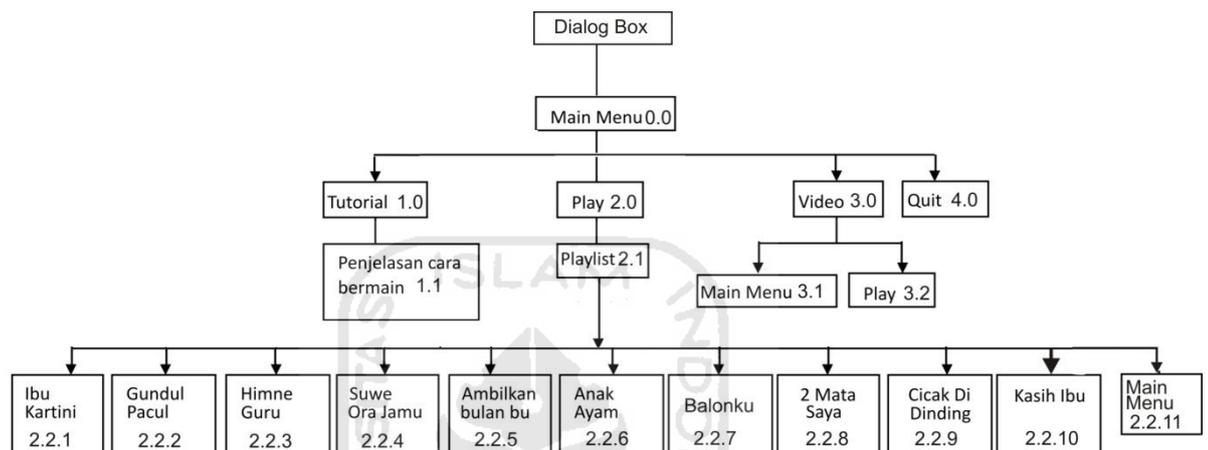 Dialog Box
Main Menu 0.0
Tutorial 1.0
Play 2.0
Video 3.0
Quit 4.0
Penjelasan cara
bermain 1.1
Playlist 2.1
Main Menu 3.1
Play 3.2
Ibu
Kartini
2.2.1
Gundul
Pacul
2.2.2
Himne
Guru
2.2.3
Suwe
Ora Jamu
2.2.4
Ambilkan
bulan bu
2.2.5
Anak
Ayam
2.2.6
Balonku
2.2.7
2 Mata
Saya
2.2.8
Cicak Di
Dinding
2.2.9
Kasih Ibu
2.2.10
Main
Menu
2.2.11
ISLAM
INDO
STAS